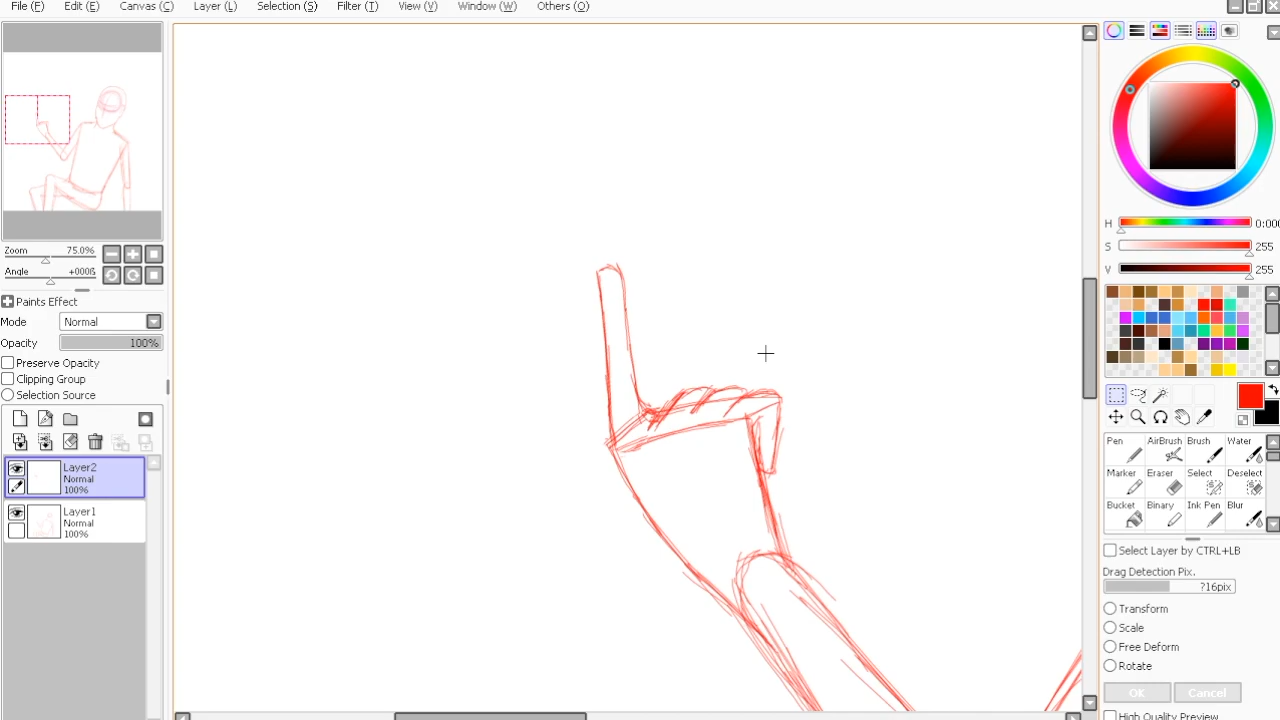 File (F) Edit (E) Canvas (C) Layer (L) Selection (S) Filter (T) View (V) Window (W) Others (O)
Zoom 75.0%
Angle
Paints Effect
Mode Normal
Opacity 100%
Preserve Opacity
Clipping Group
Selection Source
Layer2
Normal
100%
Layer1
Normal
100%
H 0:00
S 255
V 255
Pen AirBrush Brush Water
Marker Eraser Select Deselect
Bucket Binary Ink Pen Blur
Select Layer by CTRL+LB
Drag Detection Pix.
?16pix
Transform
Scale
Free Deform
Rotate
OK Cancel
High Quality Preview